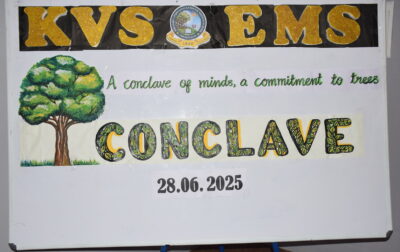 KVS EMS
A conclave of minds, a commitment to trees
CONCLAVE
28.06.2025